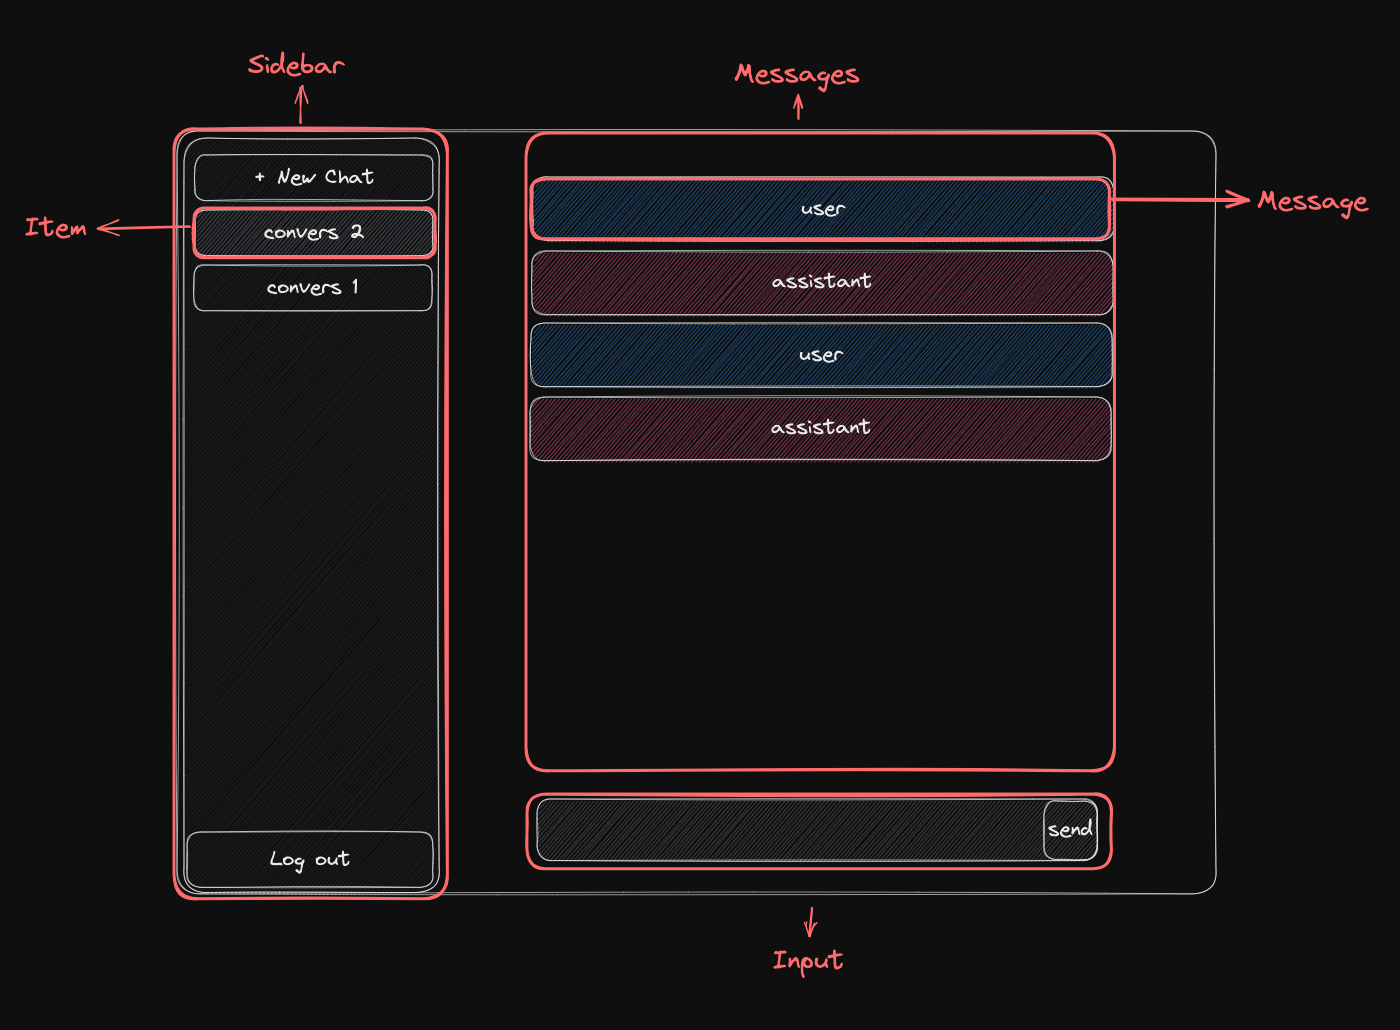 Sidebar
Messages
+ New Chat
Item
convers 2
convers 1
Log out
user
Message
assistant
user
assistant
send
Input